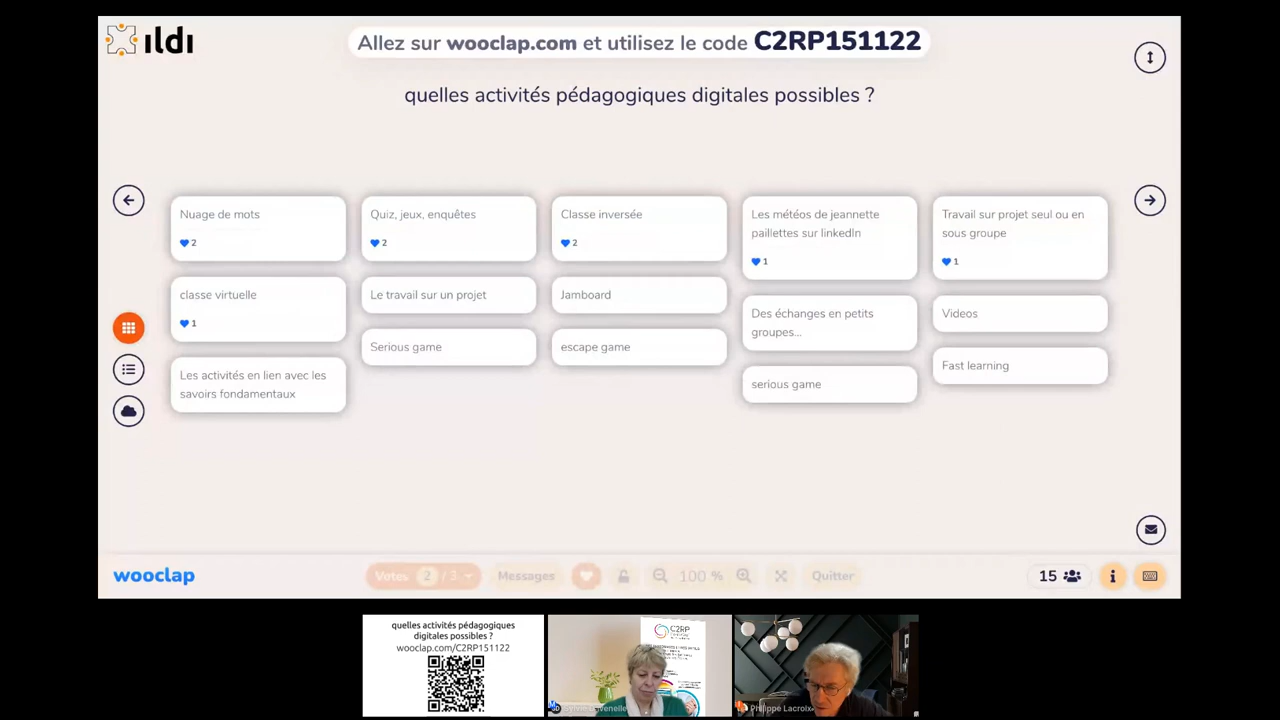 ıldı
Allez sur wooclap.com et utilisez le code C2RP151122
quelles activités pédagogiques digitales possibles ?
Nuage de mots
2
Quiz, jeux, enquêtes
2
Classe inversée
2
Les météos de jeannette
paillettes sur linkedIn
1
Travail sur projet seul ou en
sous groupe
1
classe virtuelle
1
Le travail sur un projet
Jamboard
Des échanges en petits
groupes...
Videos
Serious game
escape game
Fast learning
Les activités en lien avec les
savoirs fondamentaux
serious game
wooclap
Votes 2 / 3
Messages
100 %
Quitter
15
quelles activités pédagogiques
digitales possibles ?
wooclap.com/C2RP151122
C2RP
Philippe Lacroix